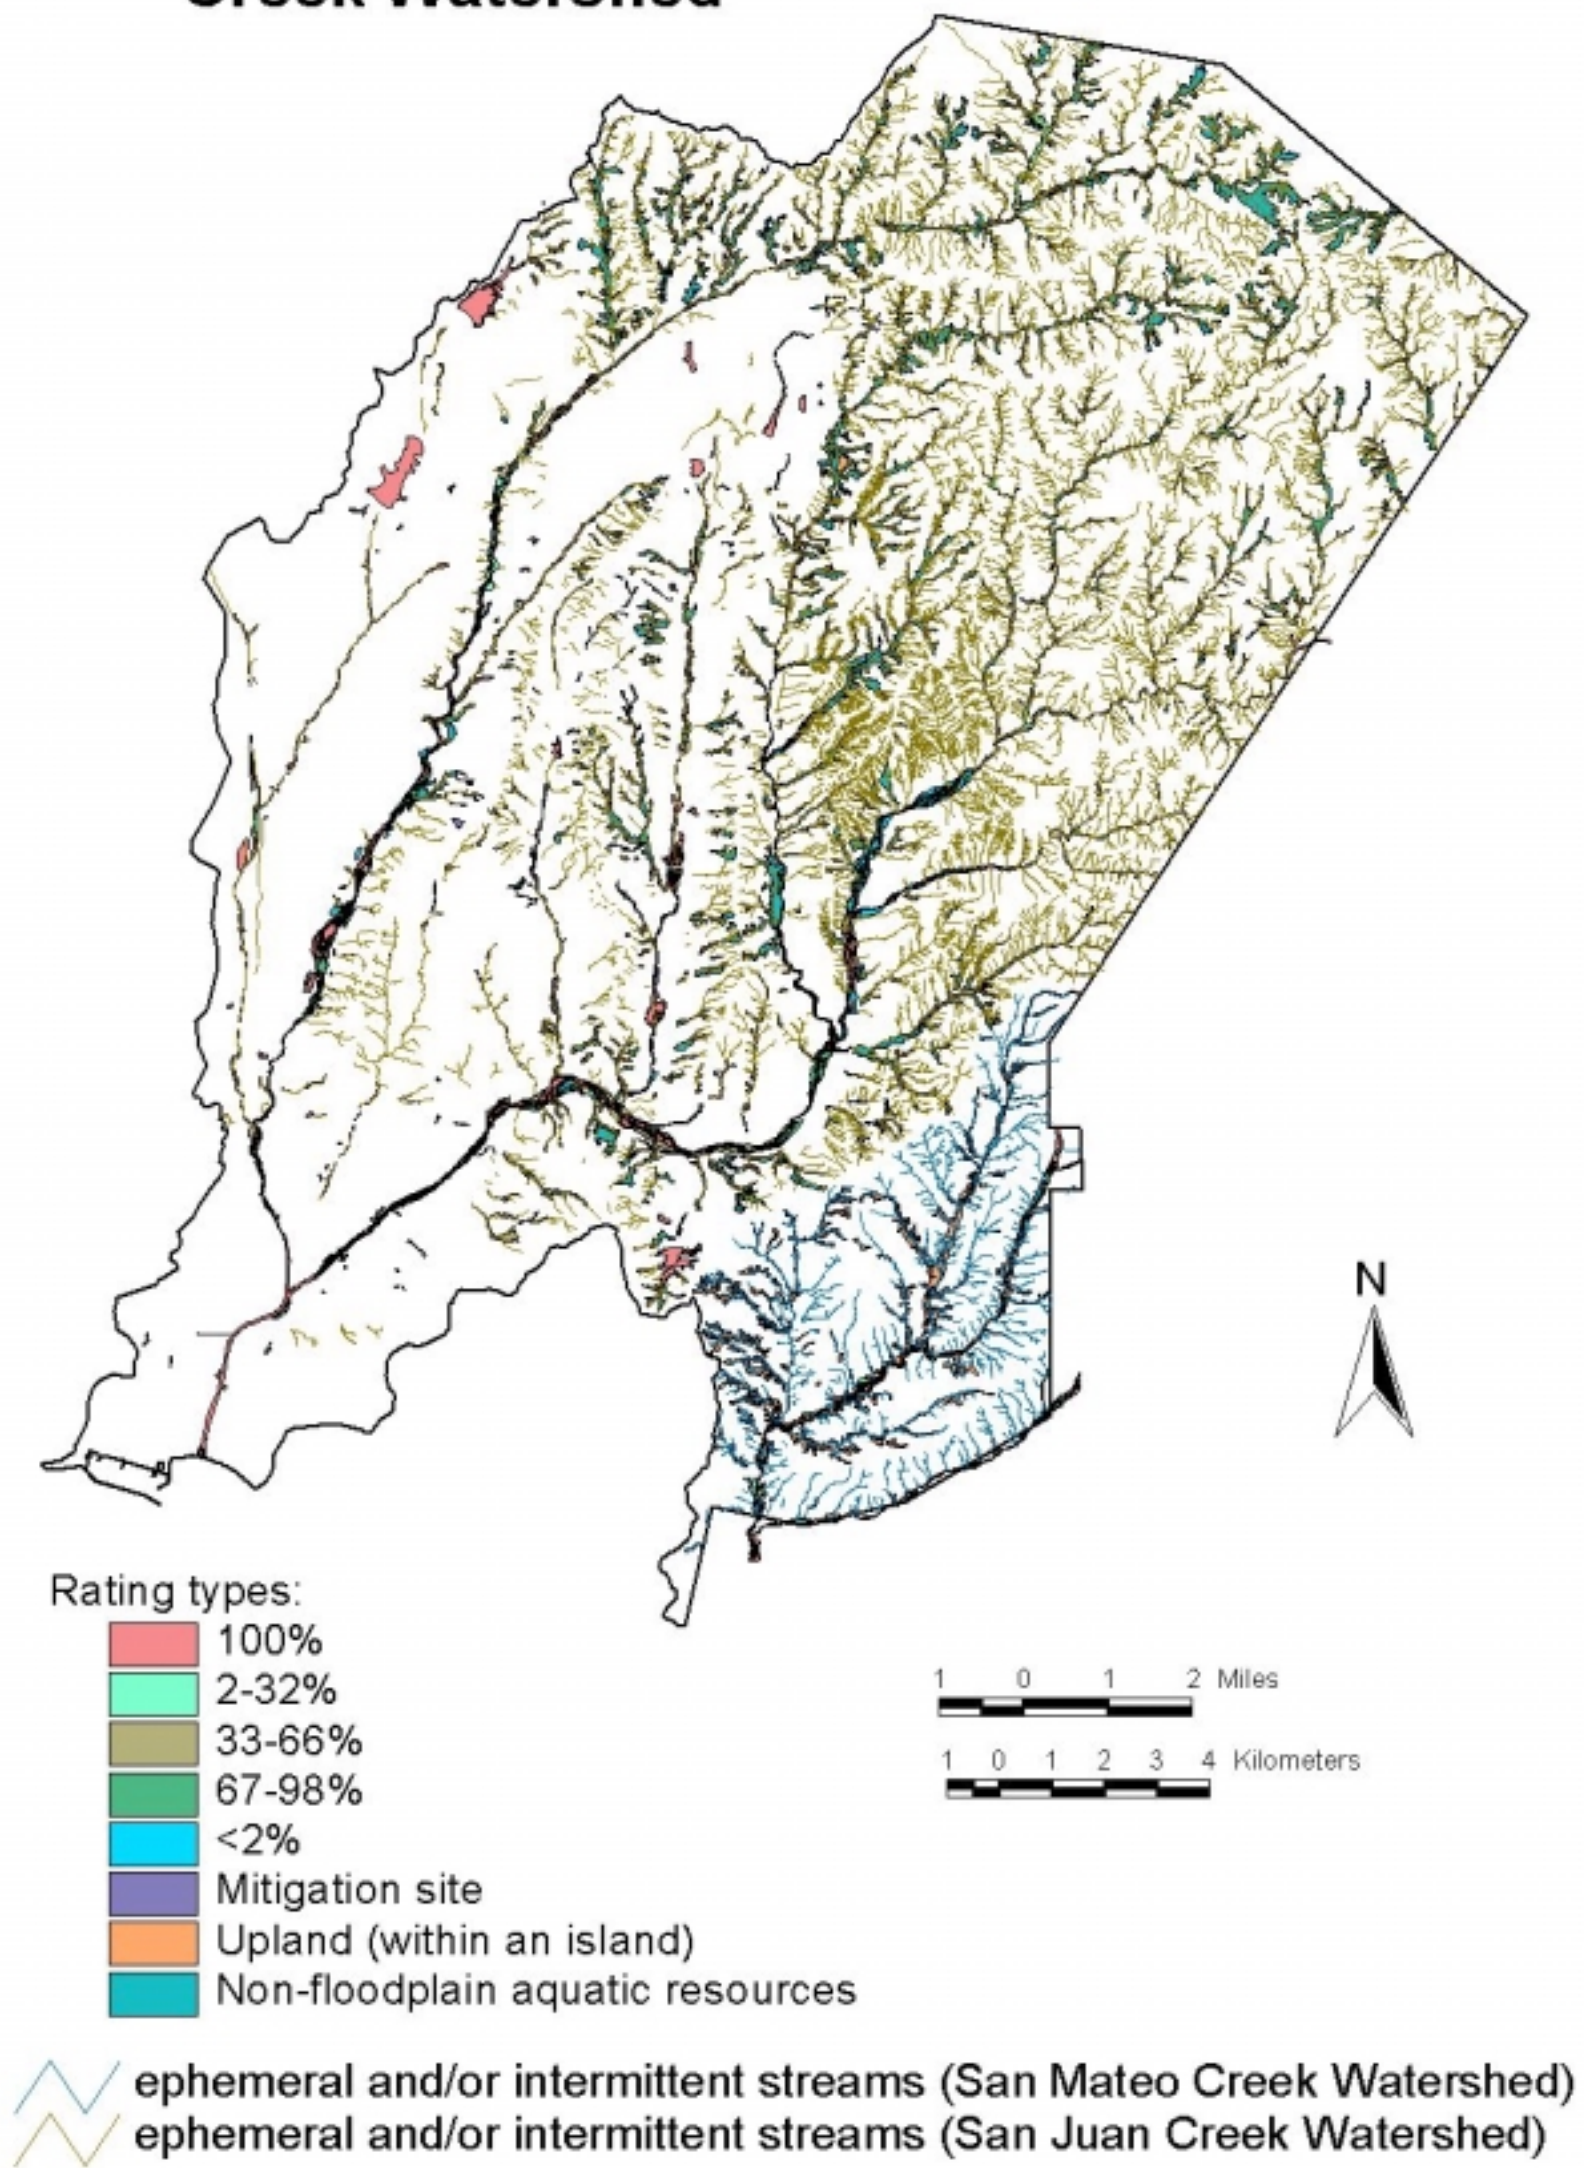 Creek Watershed
N
Rating types:
100%
2-32%
33-66%
67-98%
<2%
Mitigation site
Upland (within an island)
Non-floodplain aquatic resources
1 0 1 2 Miles
1 0 1 2 3 4 Kilometers
ephemeral and/or intermittent streams (San Mateo Creek Watershed)
ephemeral and/or intermittent streams (San Juan Creek Watershed)